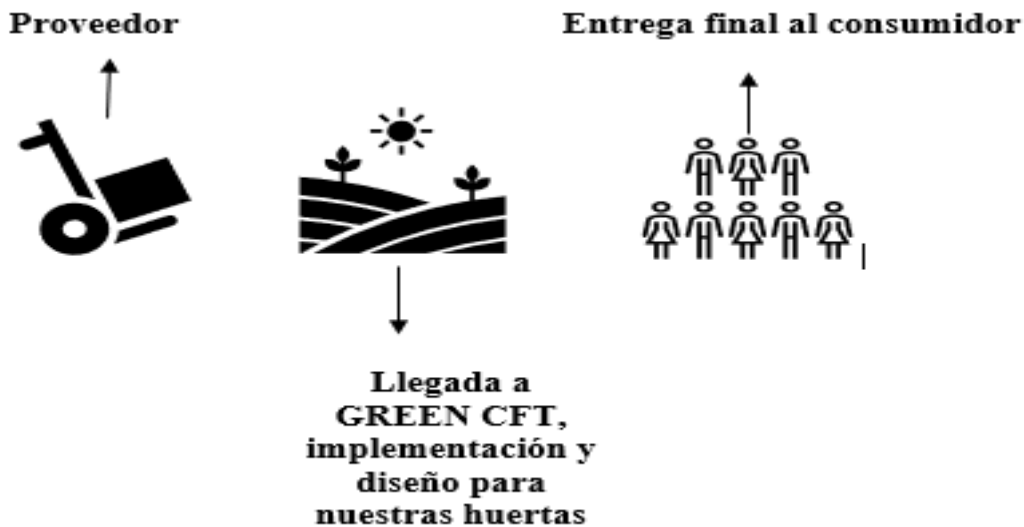 Proveedor
Entrega final al consumidor
Llegada a
GREEN CFT,
implementación y
diseño para
nuestras huertas